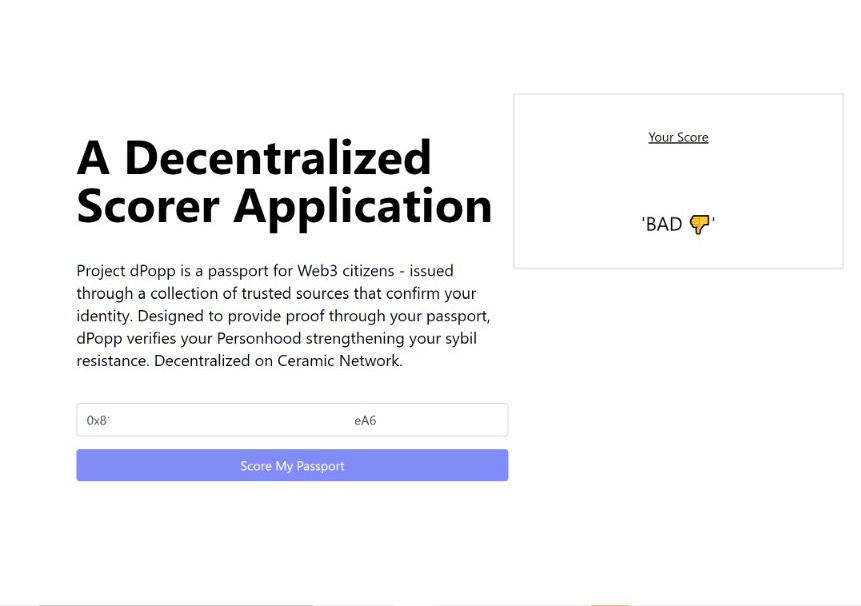 A Decentralized
Scorer Application
Project dPopp is a passport for Web3 citizens - issued
through a collection of trusted sources that confirm your
identity. Designed to provide proof through your passport,
dPopp verifies your Personhood strengthening your sybil
resistance. Decentralized on Ceramic Network.
0x8 eA6
Score My Passport
Your Score
'BAD 👎'